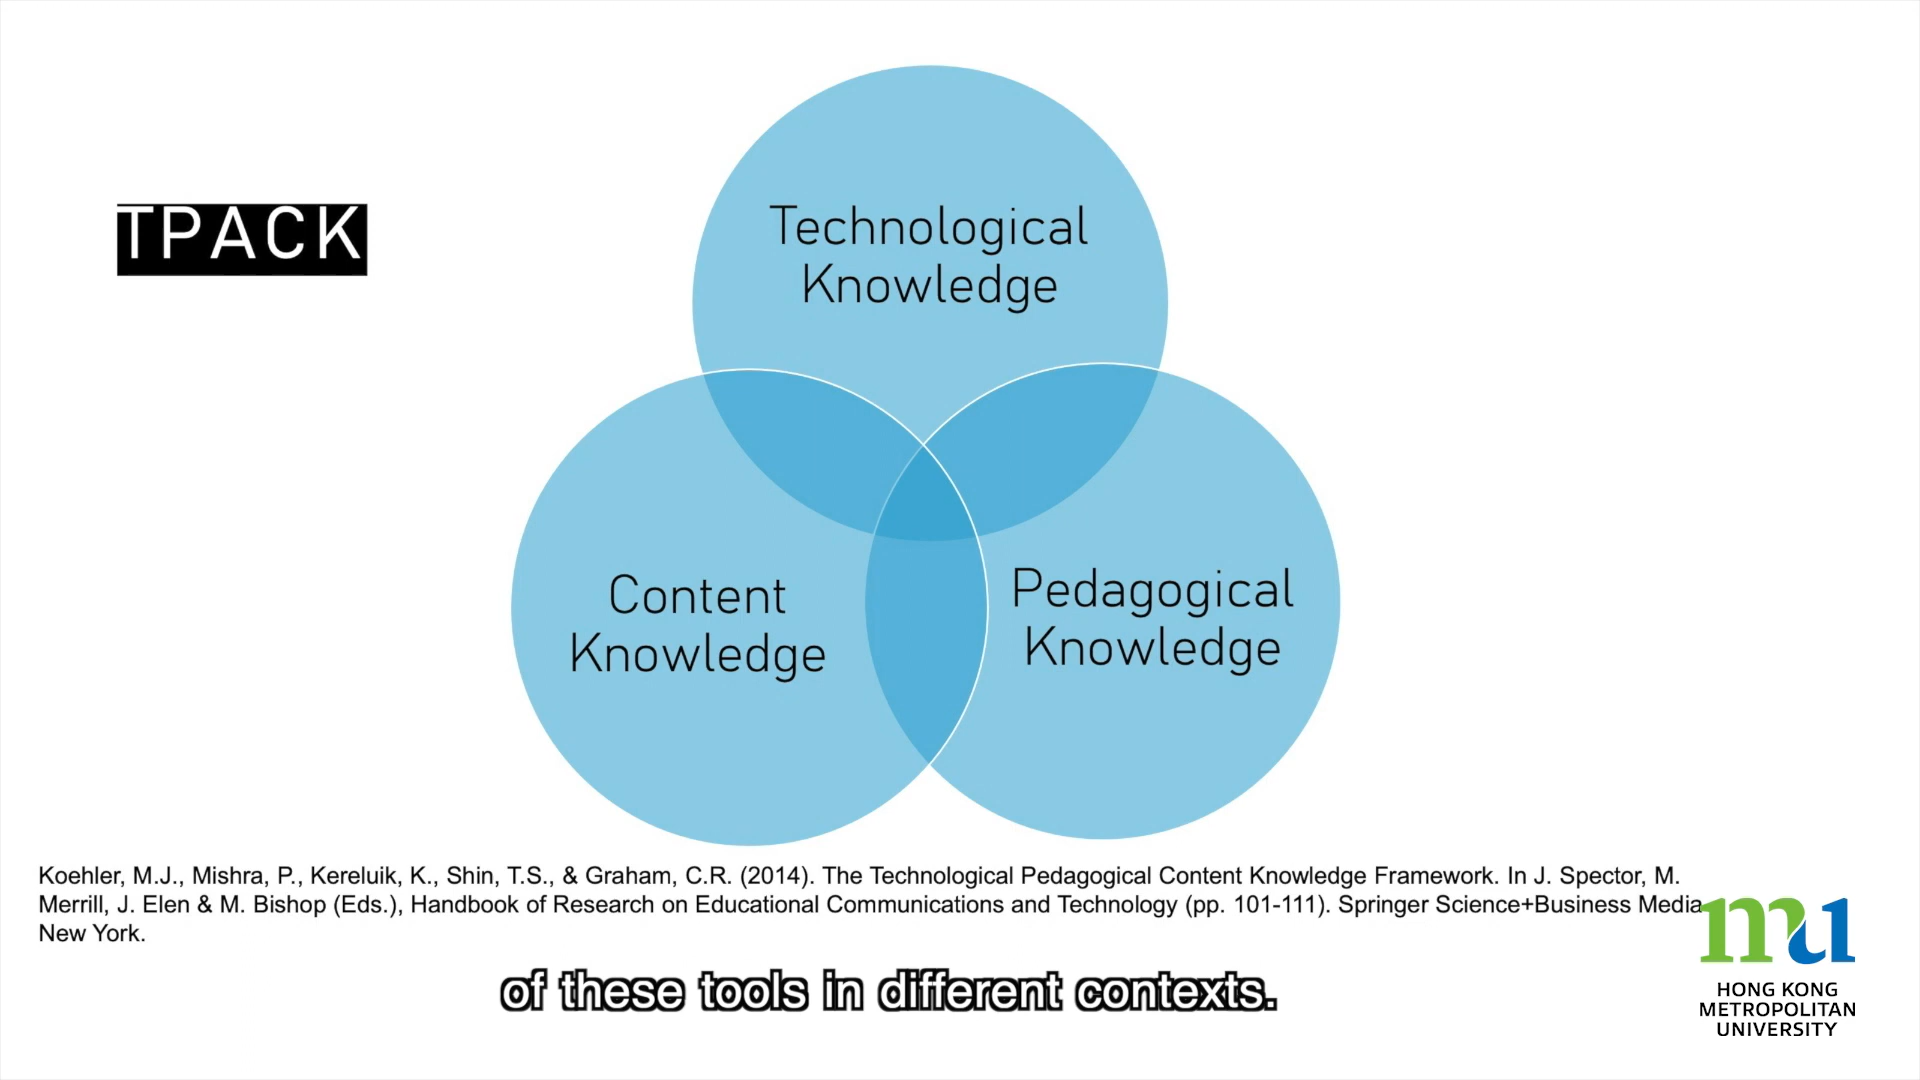 TPACK
Technological
Knowledge
Content
Knowledge
Pedagogical
Knowledge
Koehler, M.J., Mishra, P., Kereluik, K., Shin, T.S., & Graham, C.R. (2014). The Technological Pedagogical Content Knowledge Framework. In J. Spector, M.
Merrill, J. Elen & M. Bishop (Eds.), Handbook of Research on Educational Communications and Technology (pp. 101-111). Springer Science+Business Media
New York.
of these tools in different contexts.
mu
HONG KONG
METROPOLITAN
UNIVERSITY